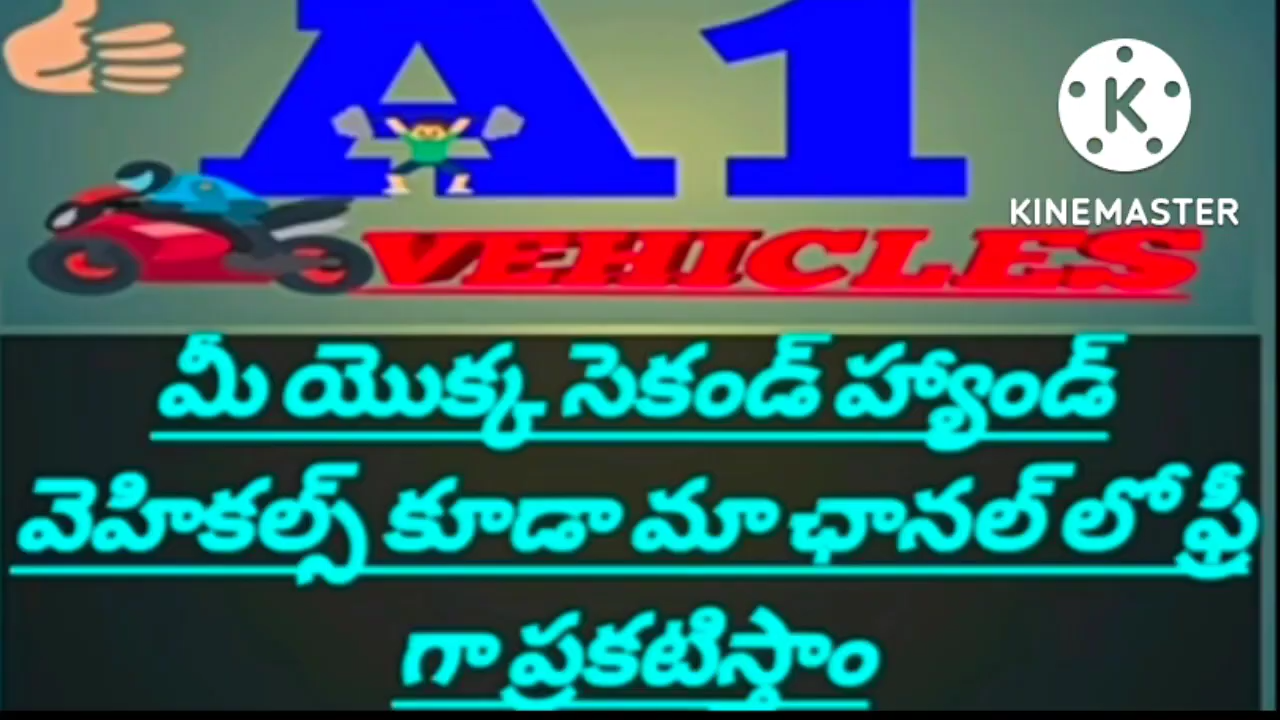 A1
KINEMASTER
VEHICLES
మీ యొక్క సెకండ్ హ్యాండ్
వెహికల్స్ కూడా మా ఛానల్ లో ఫ్రీ
గా ప్రకటిస్తాం